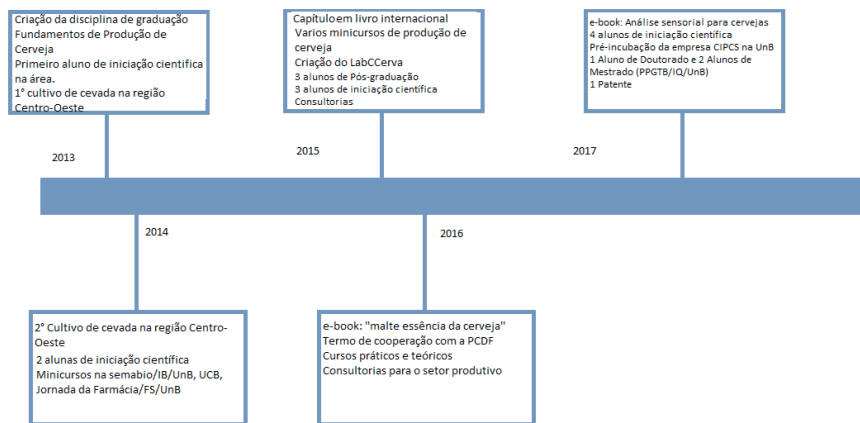 Criação da disciplina de graduação
Fundamentos de Produção de
Cerveja
Primeiro aluno de iniciação cientifica
na área.
1° cultivo de cevada na região
Centro-Oeste
2013
Capítulo em livro internacional
Varios minicursos de produção de
cerveja
Criação do LabCCerva
3 alunos de Pós-graduação
3 alunos de iniciação científica
Consultorias
2015
e-book: Análise sensorial para cervejas
4 alunos de iniciação científica
Pré-incubação da empresa CIPCS na UnB
1 Aluno de Doutorado e 2 Alunos de
Mestrado (PPGTB/IQ/UnB)
1 Patente
2017
2014
2° Cultivo de cevada na região Centro-
Oeste
2 alunas de iniciação científica
Minicursos na semabio/IB/UnB, UCB,
Jornada da Farmácia/FS/UnB
2016
e-book: "malte essência da cerveja"
Termo de cooperação com a PCDF
Cursos práticos e teóricos
Consultorias para o setor produtivo